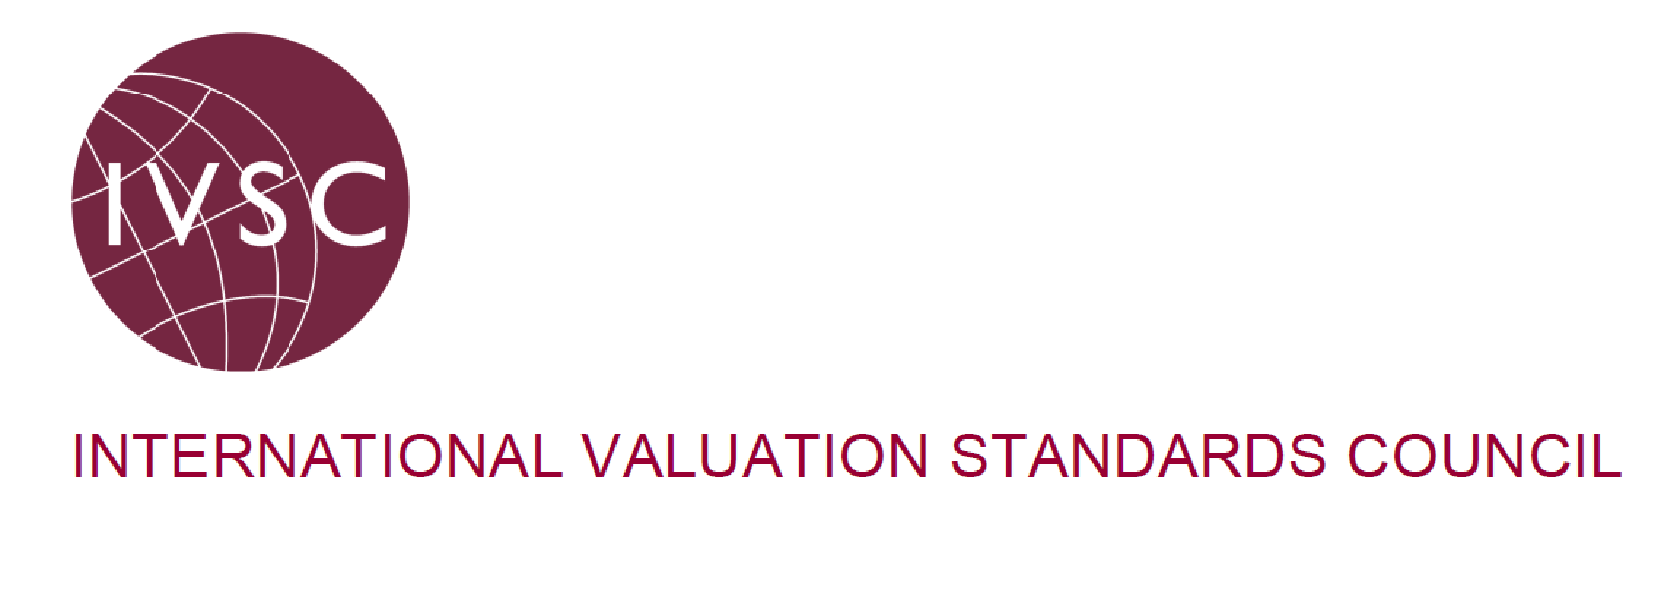 IVSC
INTERNATIONAL VALUATION STANDARDS COUNCIL